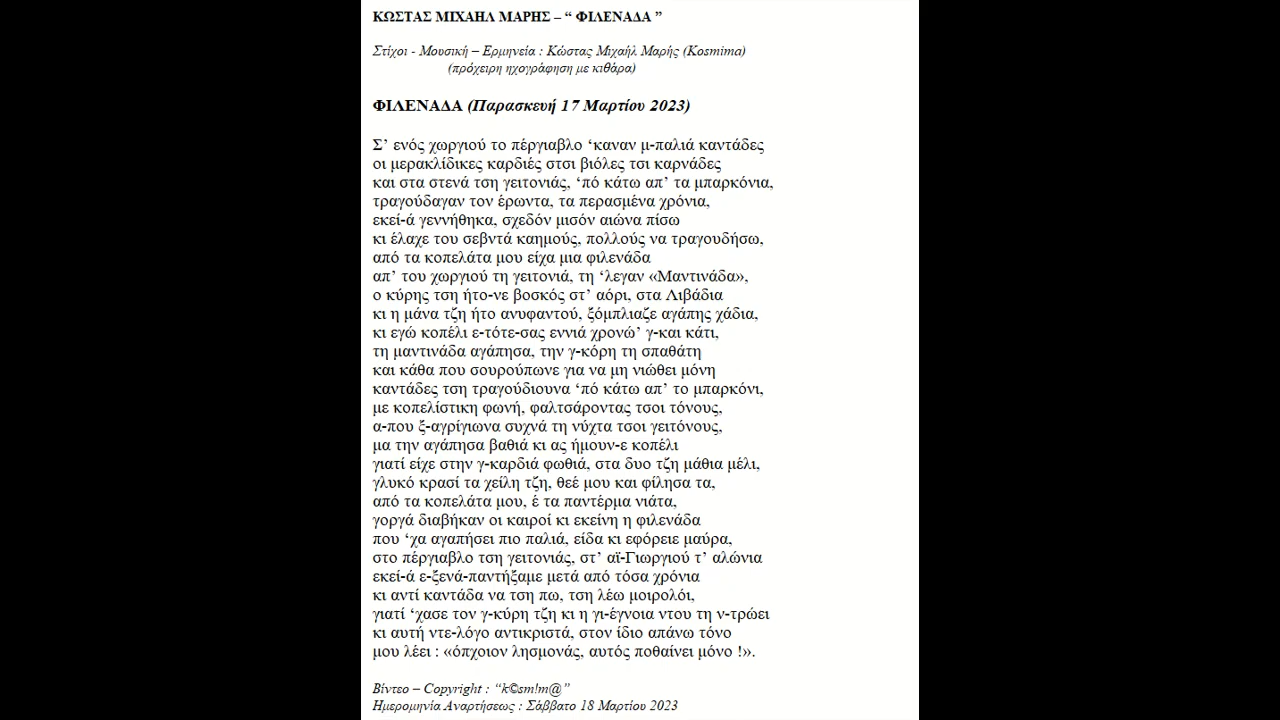 ΚΩΣΤΑΣ ΜΙΧΑΗΛ ΜΑΡΗΣ – “ ΦΙΛΕΝΑΔΑ ”
Στίχοι - Μουσική – Ερμηνεία : Κώστας Μιχαήλ Μαρής (Kosmima)
(πρόχειρη ηχογράφηση με κιθάρα)
ΦΙΛΕΝΑΔΑ (Παρασκευή 17 Μαρτίου 2023)
Σ’ ενός χωργιού το πέργιαβλο ‘καναν μ-παλιά καντάδες
οι μερακλίδικες καρδιές στσι βιόλες τσι καρνάδες
και στα στενά τση γειτονιάς, ‘πό κάτω απ’ τα μπαρκόνια,
τραγούδαγαν τον έρωντα, τα περασμένα χρόνια,
εκεί-ά γεννήθηκα, σχεδόν μισόν αιώνα πίσω
κι έλαχε του σεβντά καημούς, πολλούς να τραγουδήσω,
από τα κοπελάτα μου είχα μια φιλενάδα
απ’ του χωργιού τη γειτονιά, τη ‘λεγαν «Μαντινάδα»,
ο κύρης τση ήτο-νε βοσκός στ’ αόρι, στα Λιβάδια
κι η μάνα τζη ήτο ανυφαντού, ξόμπλιαζε αγάπης χάδια,
κι εγώ κοπέλι ε-τότε-σας εννιά χρονώ’ γ-και κάτι,
τη μαντινάδα αγάπησα, την γ-κόρη τη σπαθάτη
και κάθα που σουρούπωνε για να μη νιώθει μόνη
καντάδες τση τραγούδιουνα ‘πό κάτω απ’ το μπαρκόνι,
με κοπελίστικη φωνή, φαλτσάροντας τσοι τόνους,
α-που ξ-αγρίγιωνα συχνά τη νύχτα τσοι γειτόνους,
μα την αγάπησα βαθιά κι ας ήμουν-ε κοπέλι
γιατί είχε στην γ-καρδιά φωθιά, στα δυο τζη μάθια μέλι,
γλυκό κρασί τα χείλη τζη, θεέ μου και φίλησα τα,
από τα κοπελάτα μου, έ τα παντέρμα νιάτα,
γοργά διαβήκαν οι καιροί κι εκείνη η φιλενάδα
που ‘χα αγαπήσει πιο παλιά, είδα κι εφόρειε μαύρα,
στο πέργιαβλο τση γειτονιάς, στ’ αϊ-Γιωργιού τ’ αλώνια
εκεί-ά ε-ξενά-παντήξαμε μετά από τόσα χρόνια
κι αντί καντάδα να τση πω, τση λέω μοιρολόι,
γιατί ‘χασε τον γ-κύρη τζη κι η γι-έγνοια ντου τη ν-τρώει
κι αυτή ντε-λόγο αντικριστά, στον ίδιο απάνω τόνο
μου λέει : «όπχοιον λησμονάς, αυτός ποθαίνει μόνο !».
Βίντεο – Copyright : “k©sm!m@”
Ημερομηνία Αναρτήσεως : Σάββατο 18 Μαρτίου 2023